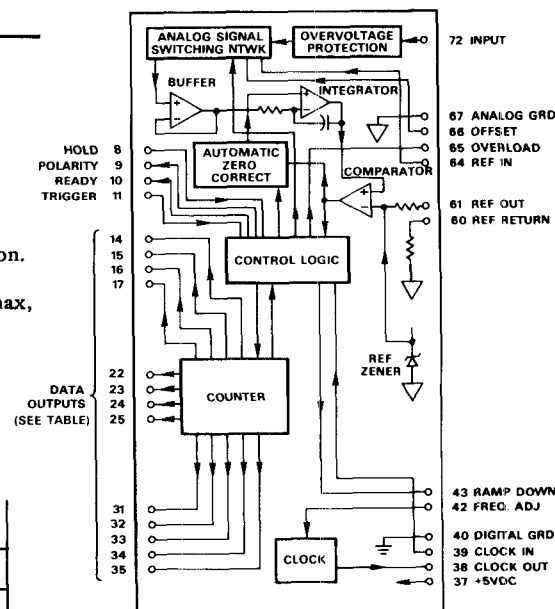 ANALOG SIGNAL
SWITCHING NTWK
OVERVOLTAGE
PROTECTION
72 INPUT
BUFFER
INTEGRATOR
67 ANALOG GRD
66 OFFSET
65 OVERLOAD
64 REF IN
HOLD 8
POLARITY 9
READY 10
TRIGGER 11
AUTOMATIC
ZERO
CORRECT
COMPARATOR
61 REF OUT
60 REF RETURN
on.
14
15
16
17
CONTROL LOGIC
nax,
REF
ZENER
DATA
OUTPUTS
(SEE TABLE)
22
23
24
25
COUNTER
31
32
33
34
35
43 RAMP DOWN
42 FREQ. ADJ
40 DIGITAL GRD
39 CLOCK IN
38 CLOCK OUT
37 +5VDC
CLOCK